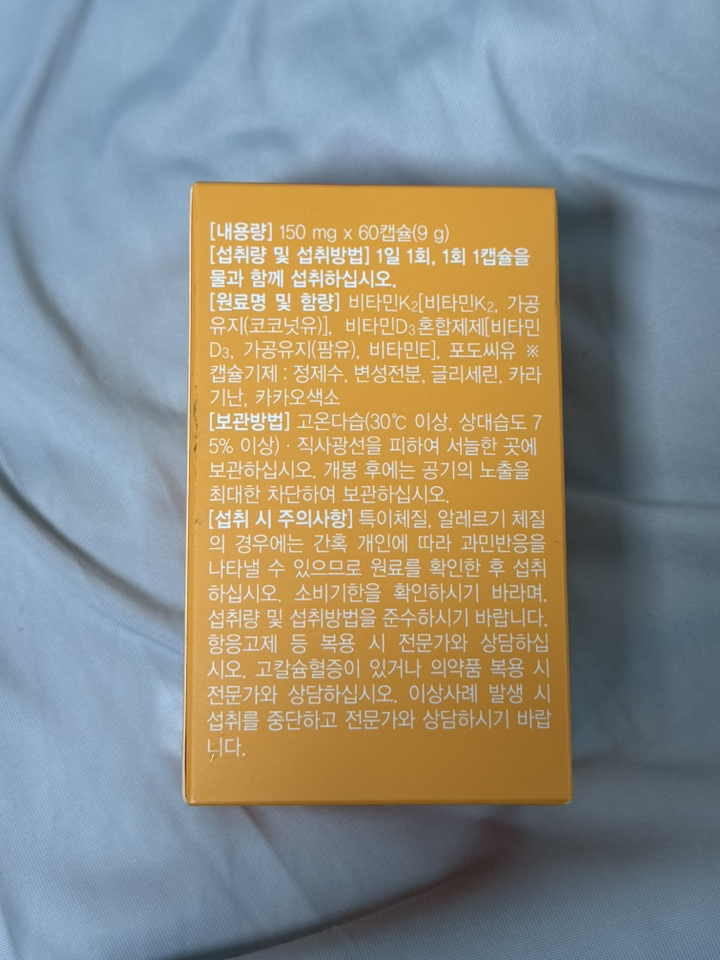 [내용량] 150 mg x 60캡슐(9 g)
[섭취량 및 섭취방법] 1일 1회, 1회 1캡슐을
물과 함께 섭취하십시오.
[원료명 및 함량] 비타민K₂[비타민K₂, 가공
유지(코코넛유)], 비타민D₃혼합제제[비타민
D₃, 가공유지(팜유), 비타민E], 포도씨유 ※
캡슐기제 : 정제수, 변성전분, 글리세린, 카라
기난, 카카오색소
[보관방법] 고온다습(30℃ 이상, 상대습도 7
5% 이상) · 직사광선을 피하여 서늘한 곳에
보관하십시오. 개봉 후에는 공기의 노출을
최대한 차단하여 보관하십시오.
[섭취 시 주의사항] 특이체질, 알레르기 체질
의 경우에는 간혹 개인에 따라 과민반응을
나타낼 수 있으므로 원료를 확인한 후 섭취
하십시오. 소비기한을 확인하시기 바라며,
섭취량 및 섭취방법을 준수하시기 바랍니다.
항응고제 등 복용 시 전문가와 상담하십
시오. 고칼슘혈증이 있거나 의약품 복용 시
전문가와 상담하십시오. 이상사례 발생 시
섭취를 중단하고 전문가와 상담하시기 바랍
니다.